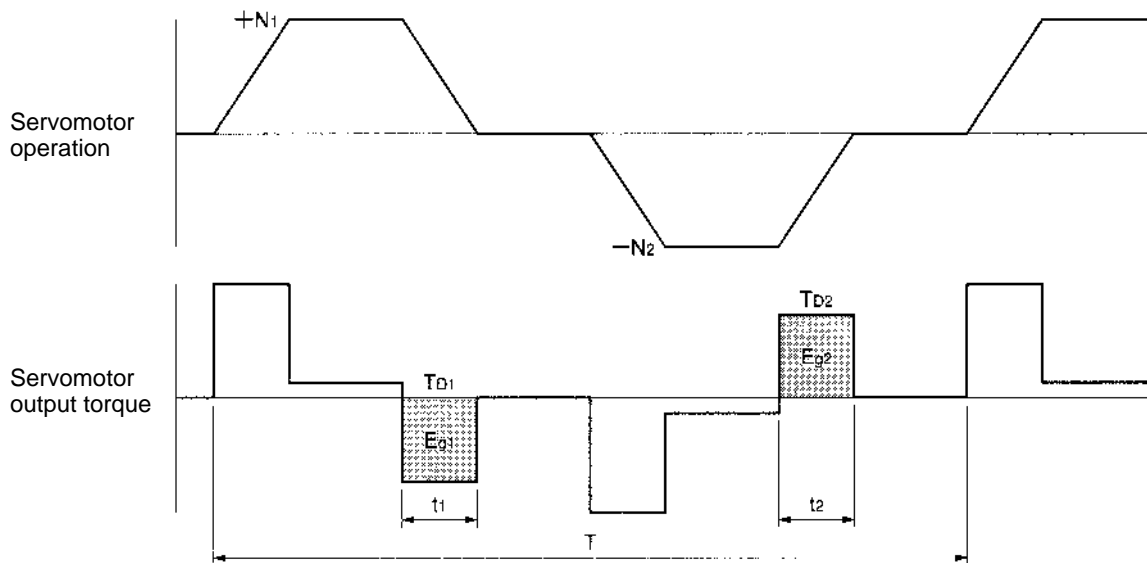 +N1
Servomotor
operation
−N2
TD2
Eg2
Servomotor
output torque
TD1
Eg1
t1
t2
T